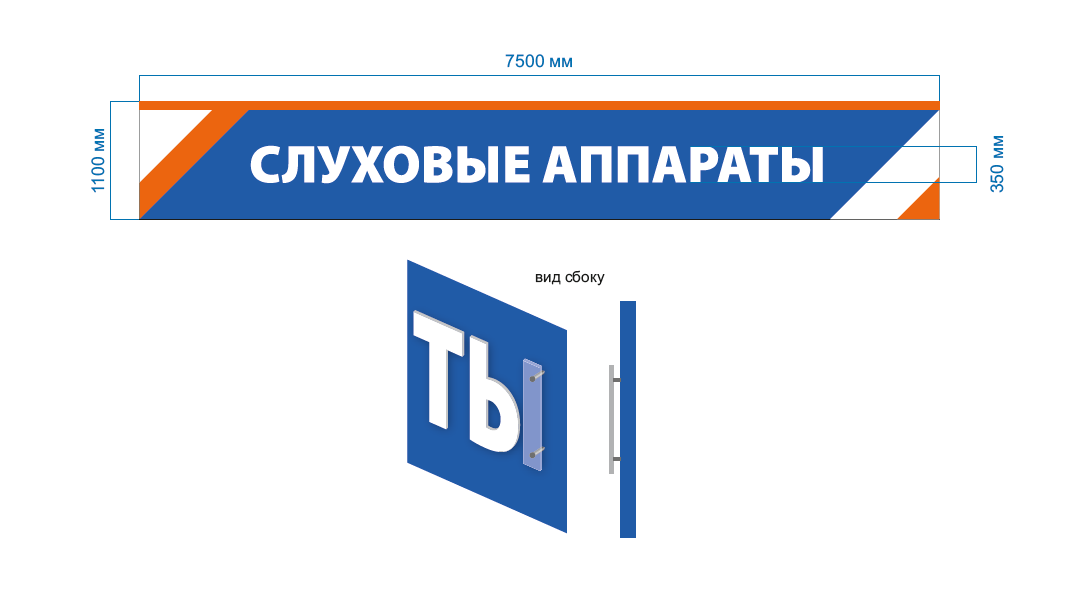 7500 мм
1100 мм
СЛУХОВЫЕ АППАРАТЫ
350 мм
вид сбоку
ТЫ